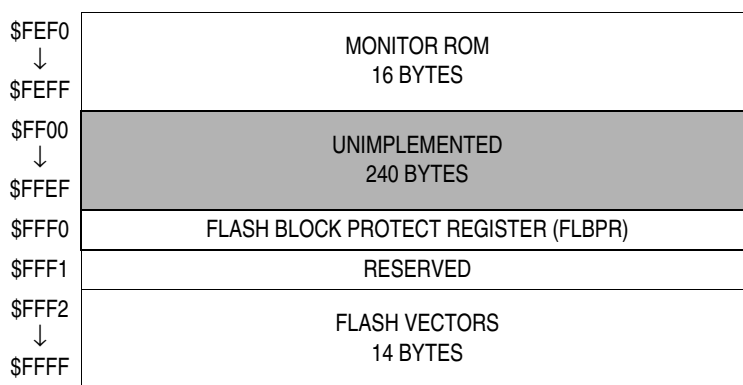 $FEF0
↓
$FEFF
MONITOR ROM
16 BYTES
$FF00
↓
$FFEF
UNIMPLEMENTED
240 BYTES
$FFF0
FLASH BLOCK PROTECT REGISTER (FLBPR)
$FFF1
RESERVED
$FFF2
↓
$FFFF
FLASH VECTORS
14 BYTES